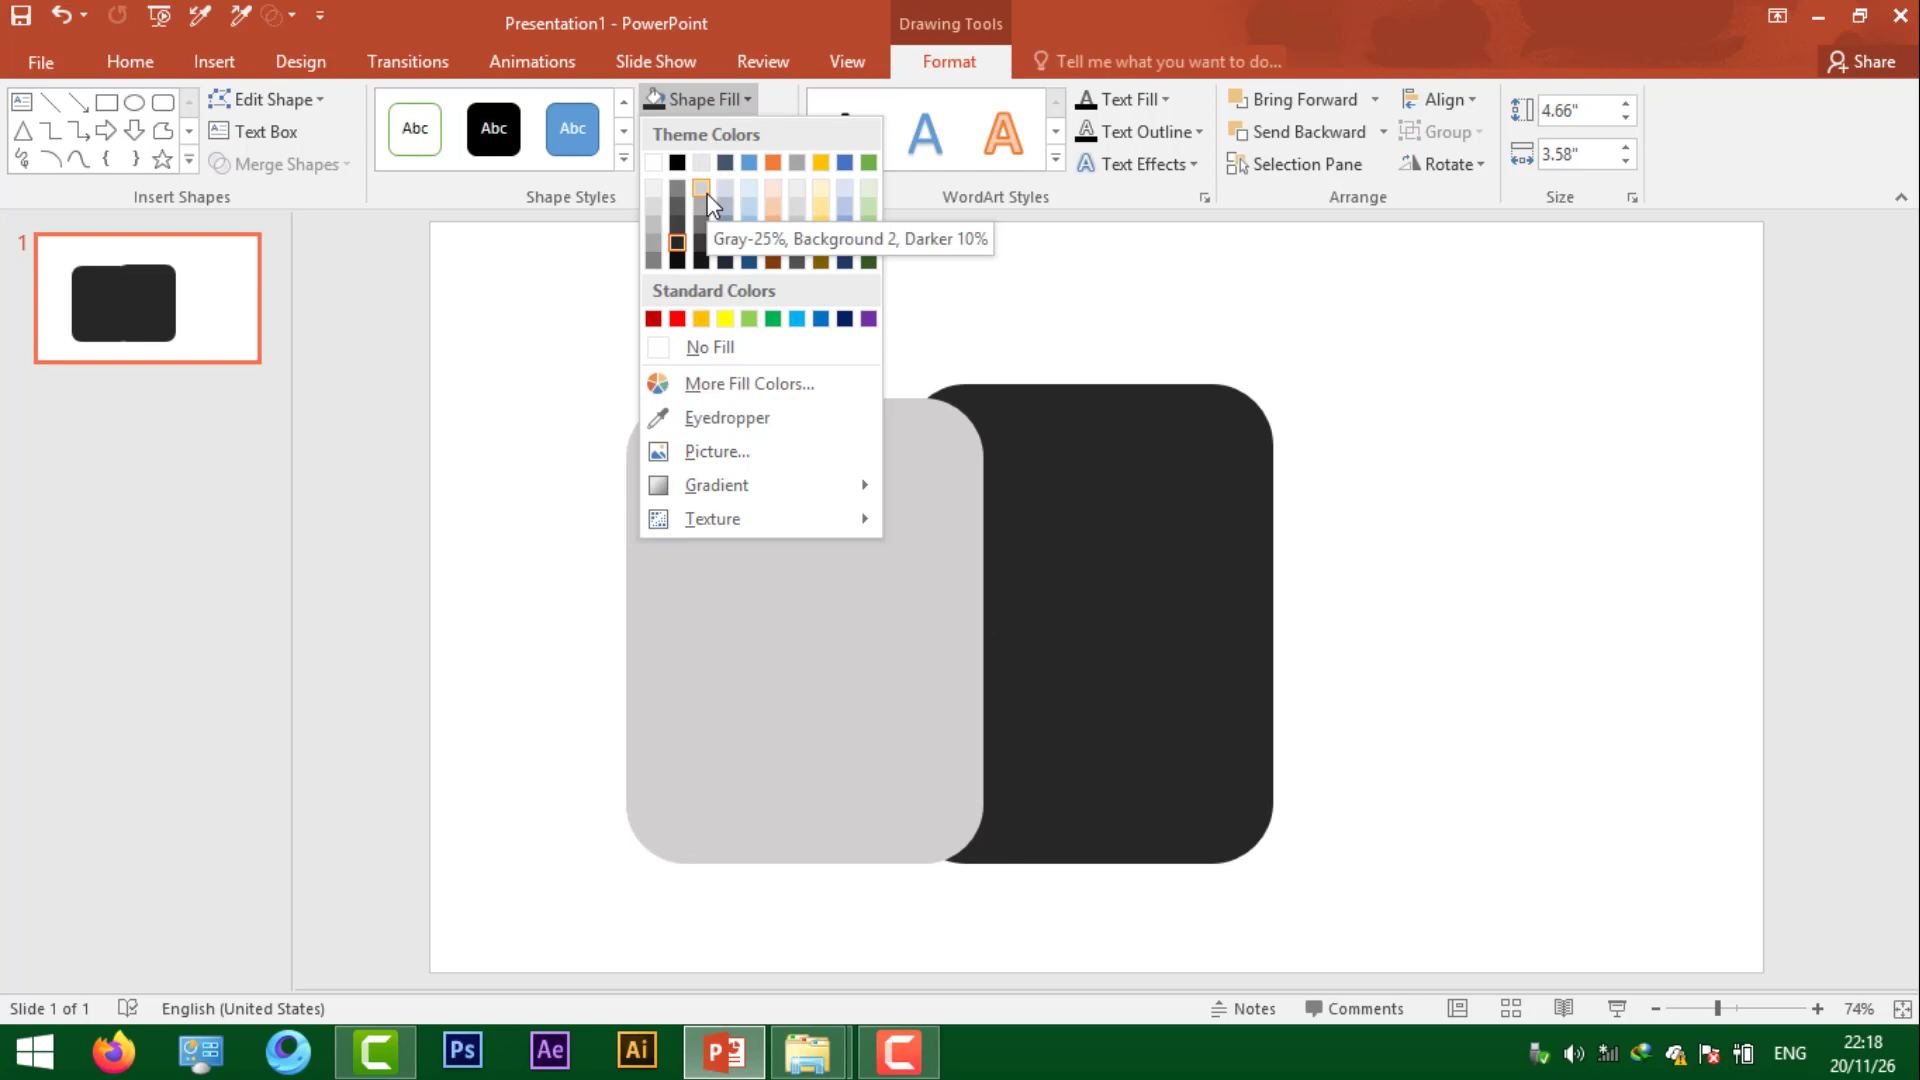 Presentation1 - PowerPoint
Drawing Tools
File
Home
Insert
Design
Transitions
Animations
Slide Show
Review
View
Format
Tell me what you want to do...
Share
Edit Shape
Text Box
Merge Shapes
Insert Shapes
Abc
Abc
Abc
Shape Styles
Shape Fill
Theme Colors
Gray-25%, Background 2, Darker 10%
Standard Colors
No Fill
More Fill Colors...
Eyedropper
Picture...
Gradient
Texture
A
A
WordArt Styles
Text Fill
Text Outline
Text Effects
Bring Forward
Send Backward
Selection Pane
Align
Group
Rotate
Arrange
4.66"
3.58"
Size
1
Slide 1 of 1
English (United States)
Notes
Comments
74%
Ps
Ae
Ai
P
ENG
22:18
20/11/26